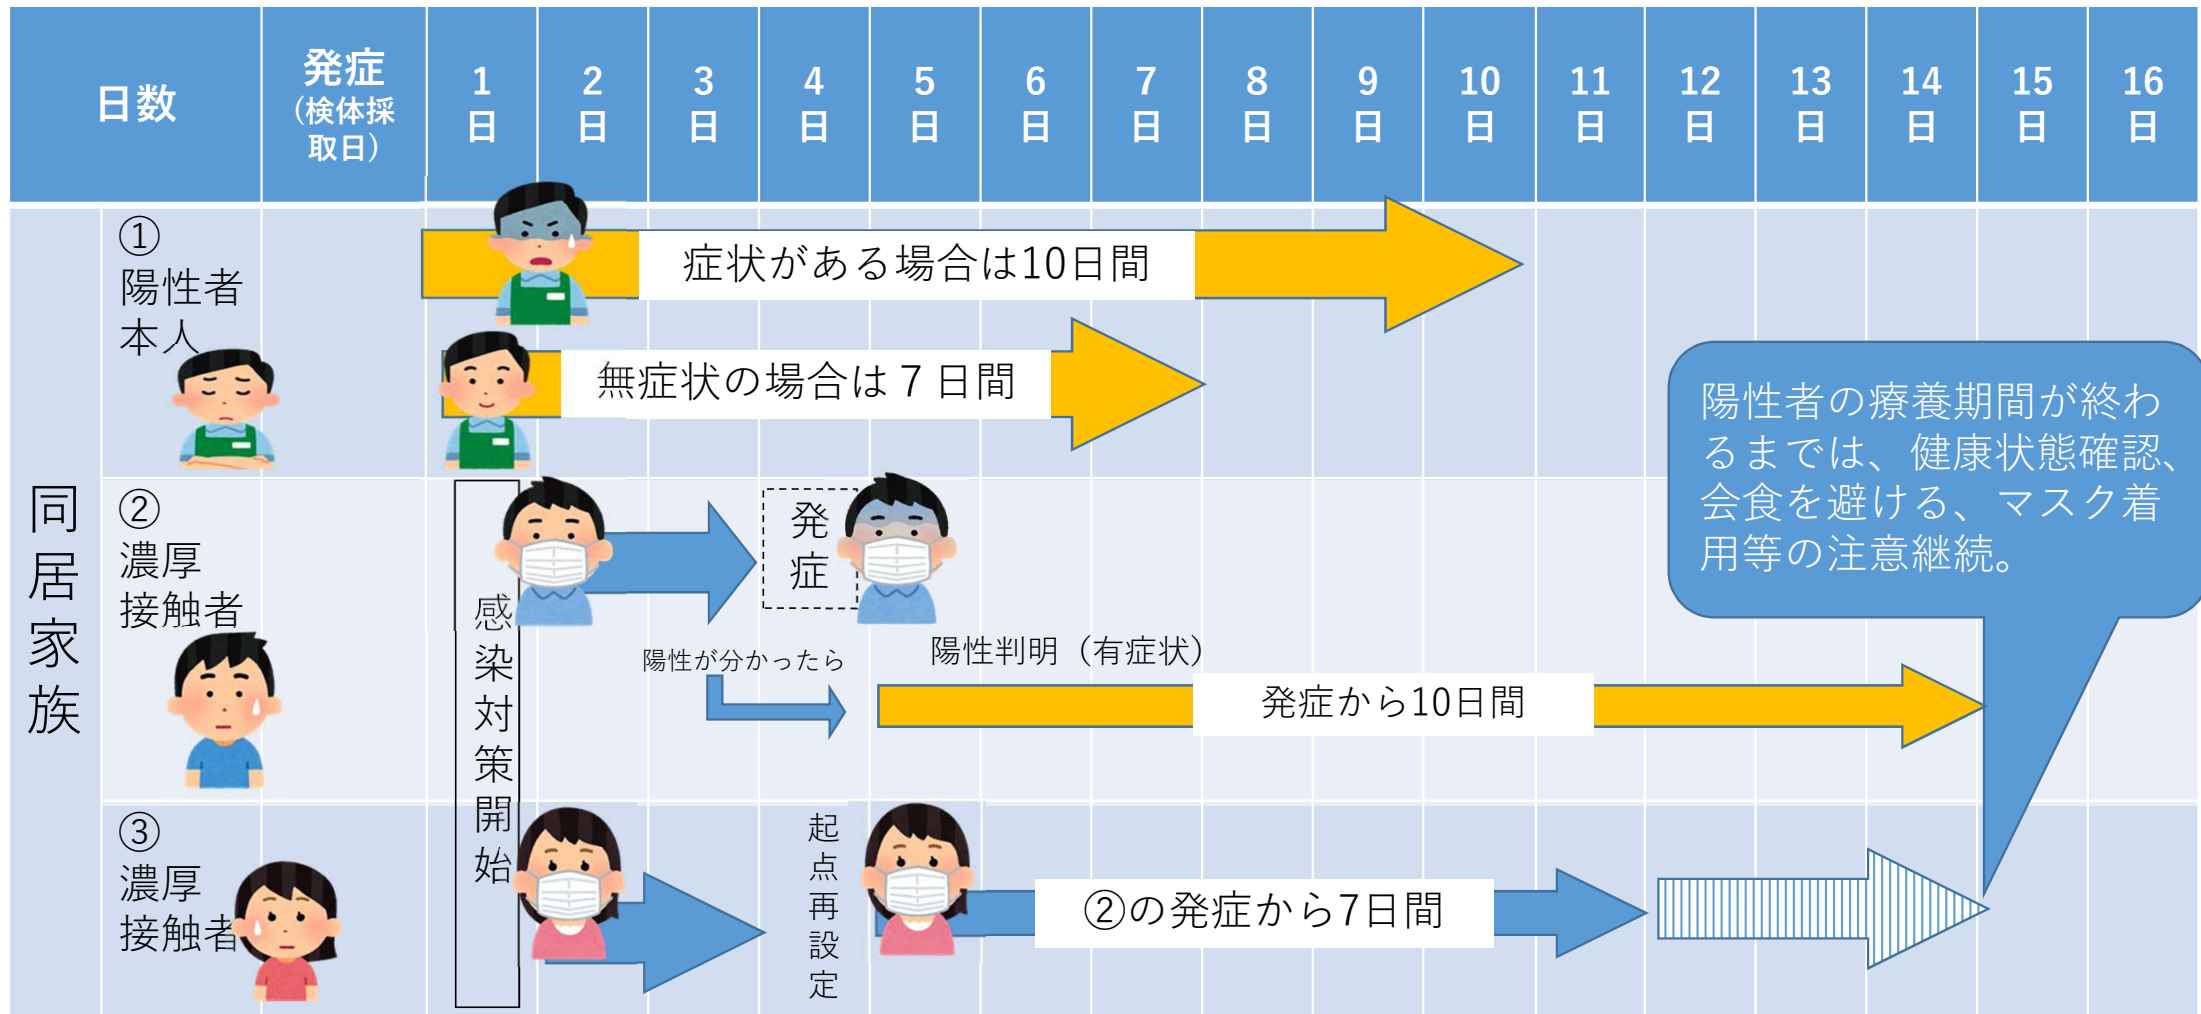 日数
発症
(検体採
取日)
1
日
2
日
3
日
4
日
5
日
6
日
7
日
8
日
9
日
10
日
11
日
12
日
13
日
14
日
15
日
16
日
同居家族
①
陽性者
本人
症状がある場合は10日間
無症状の場合は７日間
②
濃厚
接触者
感染対策開始
発
症
陽性が分かったら
陽性判明（有症状）
発症から10日間
陽性者の療養期間が終わ
るまでは、健康状態確認、
会食を避ける、マスク着
用等の注意継続。
③
濃厚
接触者
起点再設定
②の発症から7日間